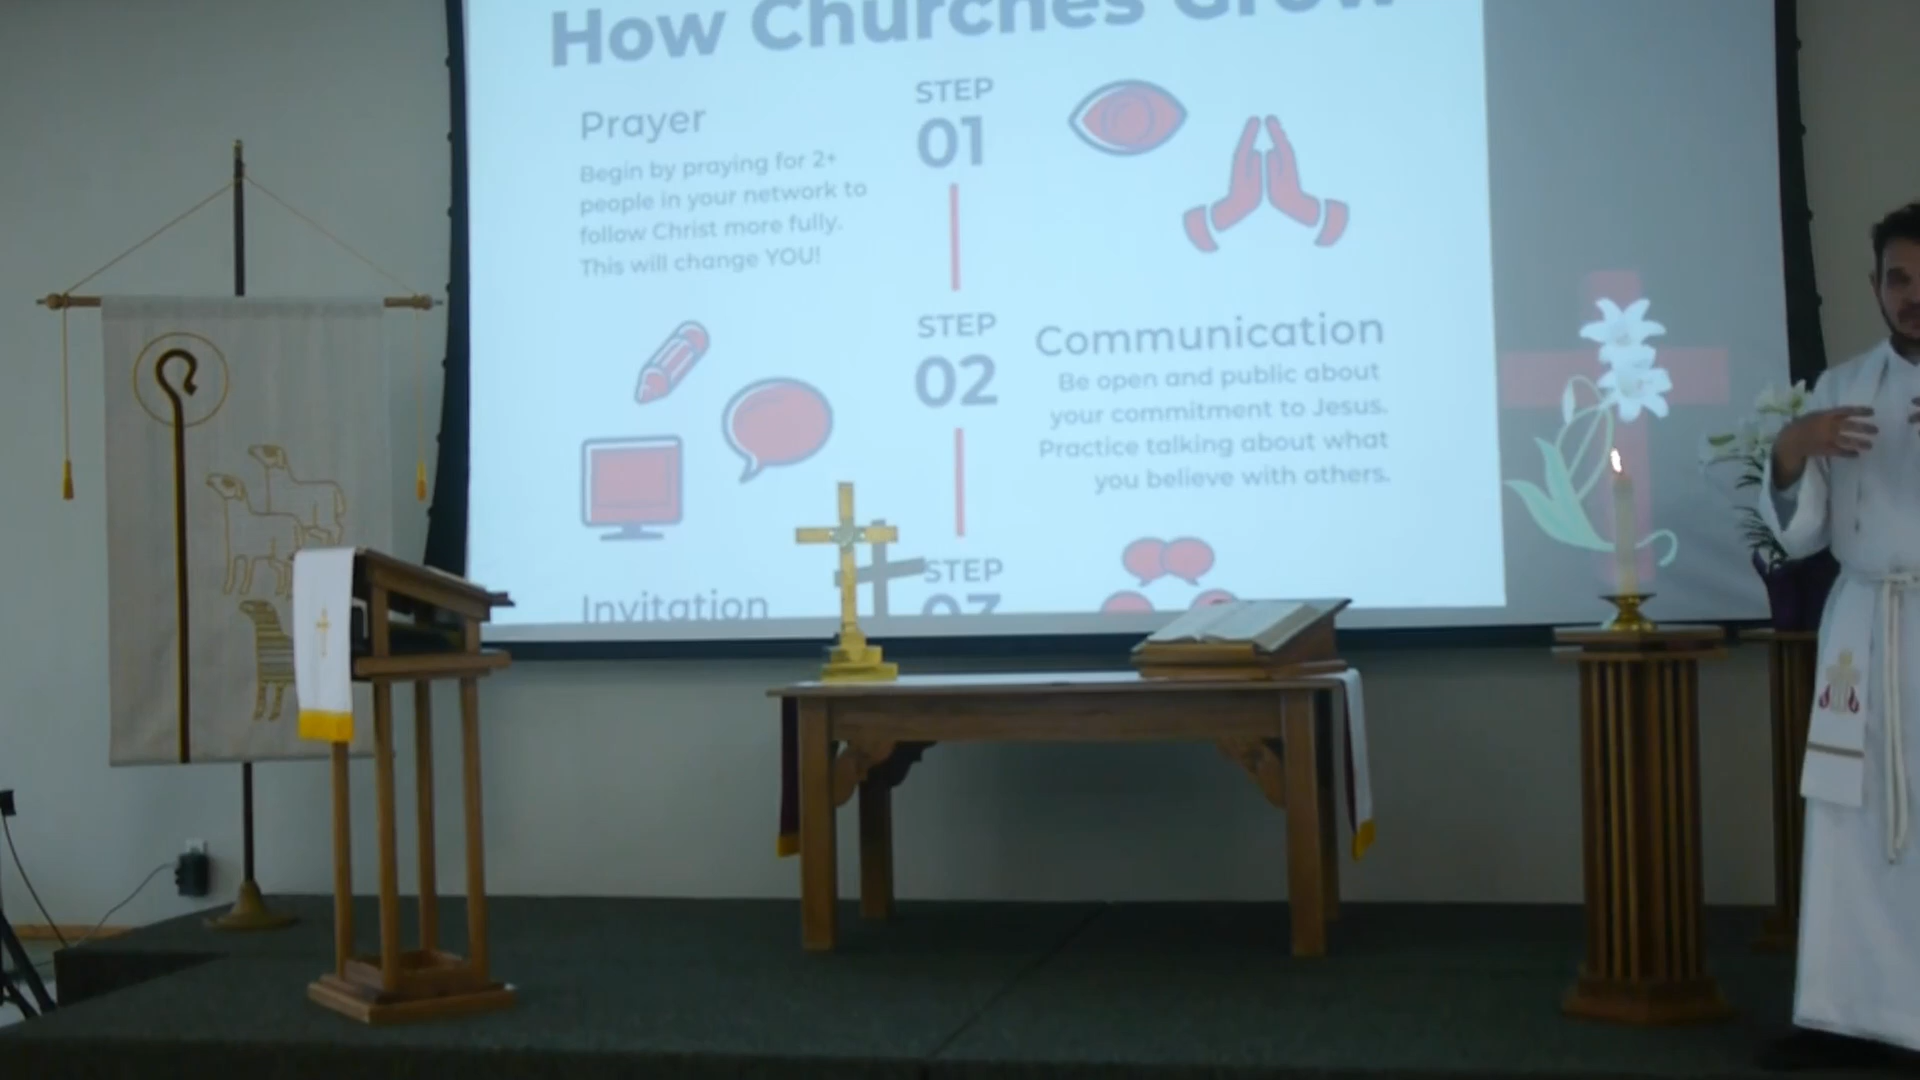 How Churches Grow
Prayer
Begin by praying for 2+
people in your network to
follow Christ more fully.
This will change YOU!
STEP
01
STEP
02
Communication
Be open and public about
your commitment to Jesus.
Practice talking about what
you believe with others.
Invitation
STEP
03